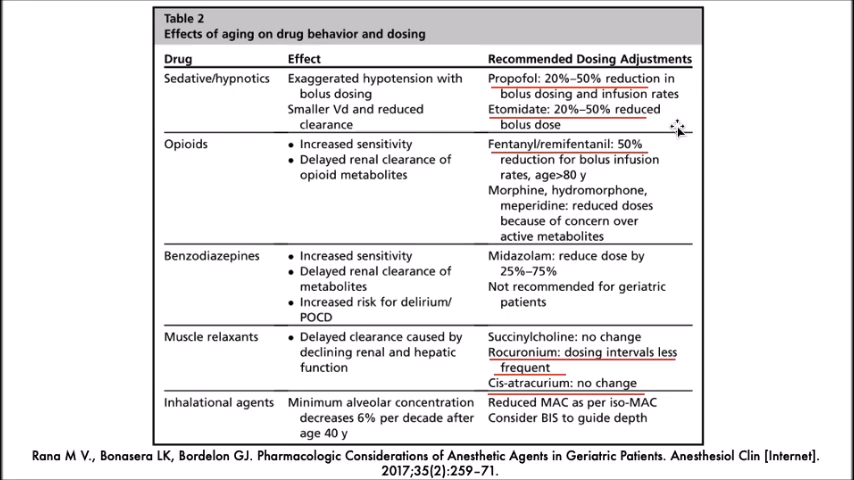 Table 2
Effects of aging on drug behavior and dosing
Drug Effect Recommended Dosing Adjustments
Sedative/hypnotics Exaggerated hypotension with Propofol: 20%–50% reduction in
bolus dosing bolus dosing and infusion rates
Smaller Vd and reduced Etomidate: 20%–50% reduced
clearance bolus dose
Opioids • Increased sensitivity Fentanyl/remifentanil: 50%
• Delayed renal clearance of reduction for bolus infusion
opioid metabolites rates, age>80 y
Morphine, hydromorphone,
meperidine: reduced doses
because of concern over
active metabolites
Benzodiazepines • Increased sensitivity Midazolam: reduce dose by
• Delayed renal clearance of 25%–75%
metabolites Not recommended for geriatric
• Increased risk for delirium/ patients
POCD
Muscle relaxants • Delayed clearance caused by Succinylcholine: no change
declining renal and hepatic Rocuronium: dosing intervals less
function frequent
Cis-atracurium: no change
Inhalational agents Minimum alveolar concentration Reduced MAC as per iso-MAC
decreases 6% per decade after Consider BIS to guide depth
age 40 y
Rana M V., Bonasera LK, Bordelon GJ. Pharmacologic Considerations of Anesthetic Agents in Geriatric Patients. Anesthesiol Clin [Internet].
2017;35(2):259–71.